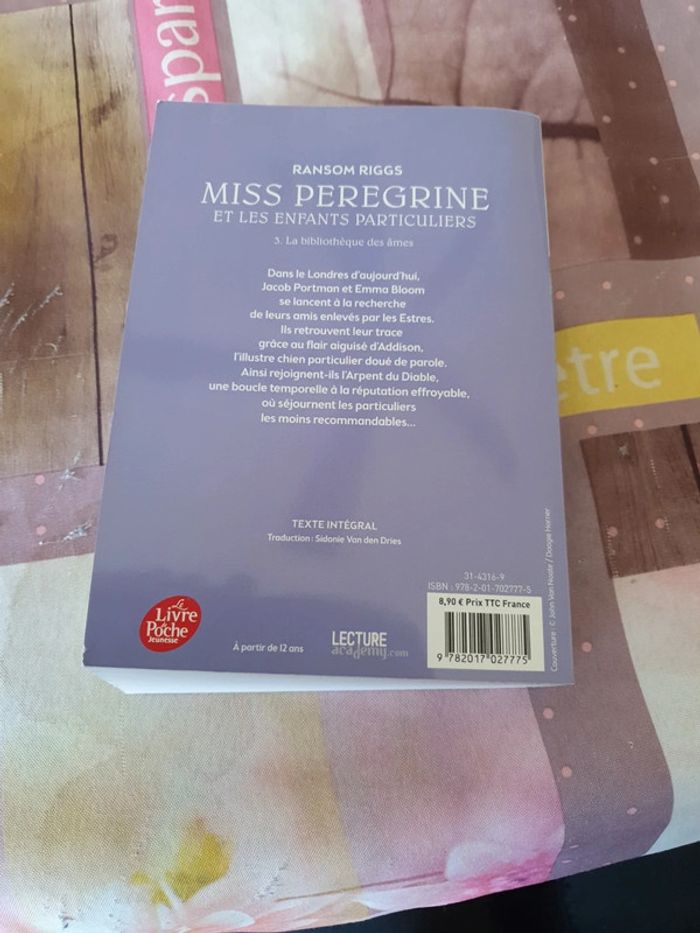 spar
RANSOM RIGGS
MISS PEREGRINE
ET LES ENFANTS PARTICULIERS
3. La bibliothèque des âmes
Dans le Londres d'aujourd'hui,
Jacob Portman et Emma Bloom
se lancent à la recherche
de leurs amis enlevés par les Estres.
Ils retrouvent leur trace
grâce au flair aiguisé d'Addison,
l'illustre chien particulier doué de parole.
Ainsi rejoignent-ils l'Arpent du Diable,
une boucle temporelle à la réputation effroyable,
où séjournent les particuliers
les moins recommandables...
être
TEXTE INTÉGRAL
Traduction : Sidonie Van den Dries
31-4316-9
ISBN : 978-2-01-702777-5
8,90 € Prix TTC France
9 782017 027775
Le
Livre
de
Poche
Jeunesse
À partir de 12 ans
LECTURE
academy.com
Couverture : © John Van Noate / Doogie Horner